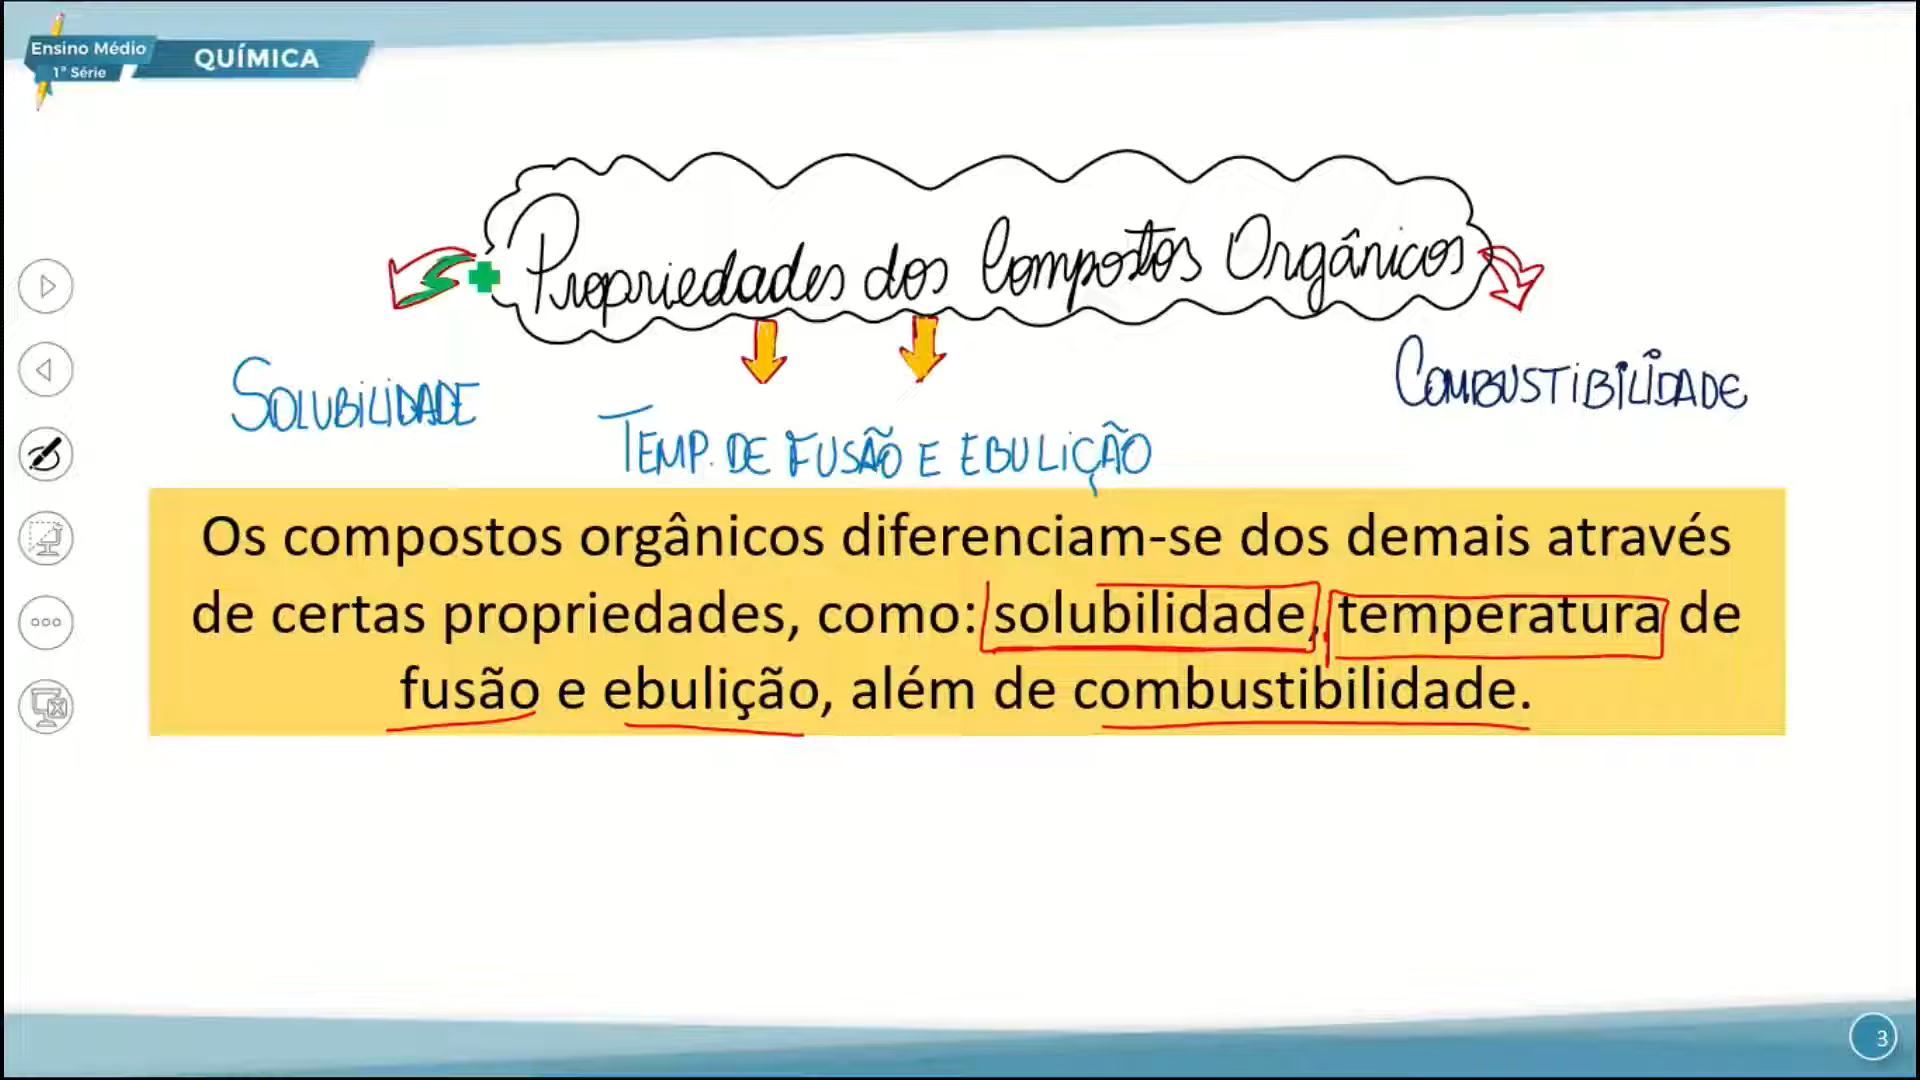 Ensino Médio
1ª Série
QUÍMICA
Propriedades dos Compostos Orgânicos
SOLUBILIDADE
TEMP. DE FUSÃO E EBULIÇÃO
COMBUSTIBILIDADE
Os compostos orgânicos diferenciam-se dos demais através
de certas propriedades, como: solubilidade, temperatura de
fusão e ebulição, além de combustibilidade.
3